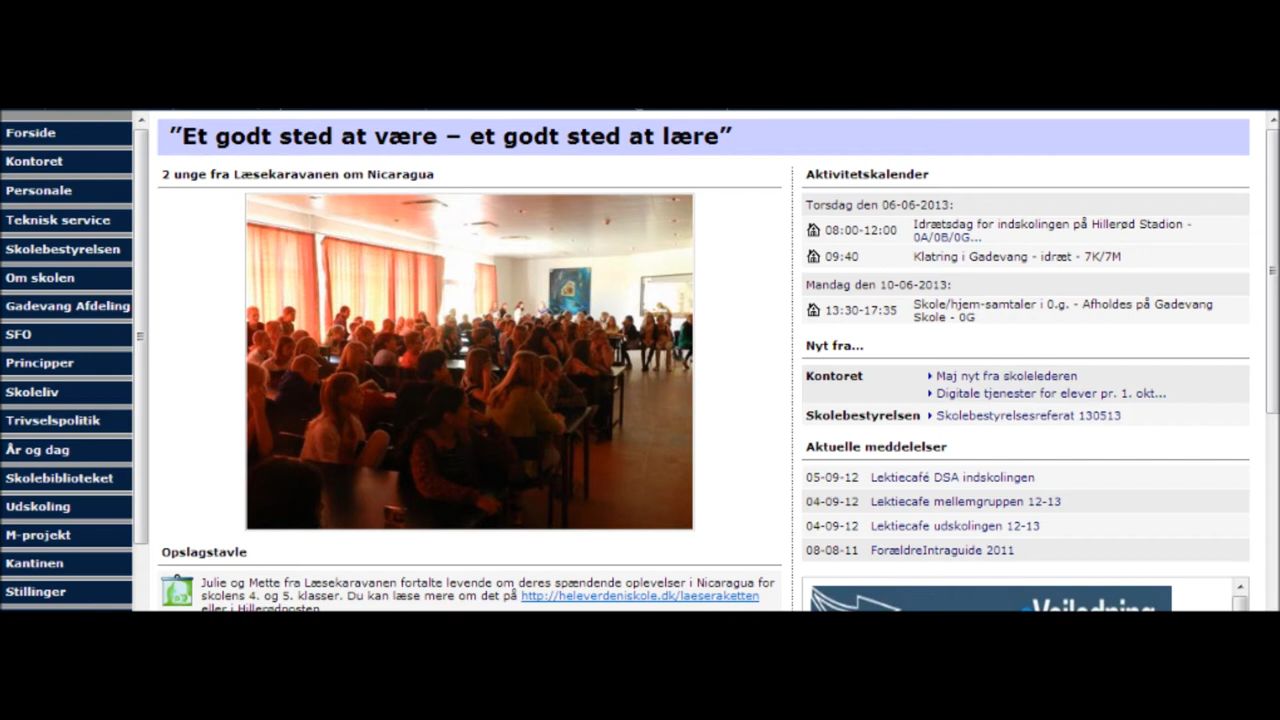 Forside
Kontoret
Personale
Teknisk service
Skolebestyrelsen
Om skolen
Gadevang Afdeling
SFO
Principper
Skoleliv
Trivselspolitik
År og dag
Skolebiblioteket
Udskoling
M-projekt
Kantinen
Stillinger
”Et godt sted at være – et godt sted at lære”
2 unge fra Læsekaravanen om Nicaragua
Opslagstavle
Julie og Mette fra Læsekaravanen fortalte levende om deres spændende oplevelser i Nicaragua for
skolens 4. og 5. klasser. Du kan læse mere om det på http://heleverdeniskole.dk/laeseraketten
eller i Hillerødposten
Aktivitetskalender
Torsdag den 06-06-2013:
08:00-12:00 Idrætsdag for indskolingen på Hillerød Stadion -
0A/0B/0G...
09:40 Klatring i Gadevang - idræt - 7K/7M
Mandag den 10-06-2013:
13:30-17:35 Skole/hjem-samtaler i 0.g. - Afholdes på Gadevang
Skole - 0G
Nyt fra...
Kontoret Maj nyt fra skolelederen
Digitale tjenester for elever pr. 1. okt...
Skolebestyrelsen Skolebestyrelsesreferat 130513
Aktuelle meddelelser
05-09-12 Lektiecafé DSA indskolingen
04-09-12 Lektiecafe mellemgruppen 12-13
04-09-12 Lektiecafe udskolingen 12-13
08-08-11 ForældreIntraguide 2011
eVejledning